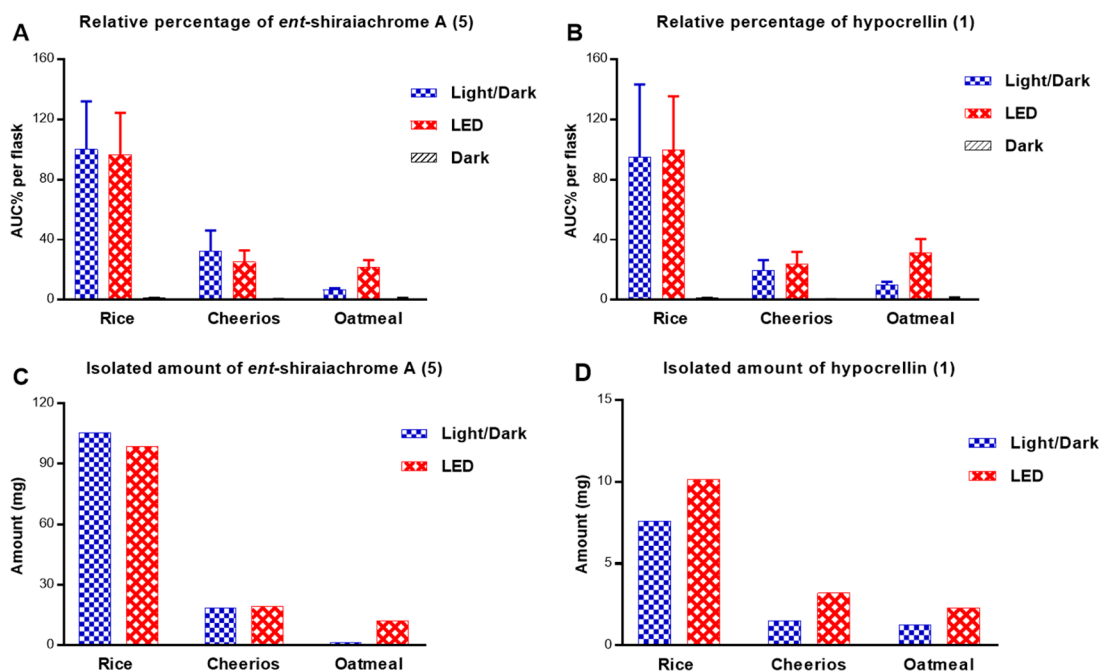 A
Relative percentage of ent-shiraiachrome A (5)
AUC% per flask
160
120
80
40
0
Light/Dark
LED
Dark
Rice Cheerios Oatmeal
B
Relative percentage of hypocrellin (1)
AUC% per flask
160
120
80
40
0
Light/Dark
LED
Dark
Rice Cheerios Oatmeal
C
Isolated amount of ent-shiraiachrome A (5)
Amount (mg)
120
90
60
30
0
Light/Dark
LED
Rice Cheerios Oatmeal
D
Isolated amount of hypocrellin (1)
Amount (mg)
15
10
5
0
Light/Dark
LED
Rice Cheerios Oatmeal